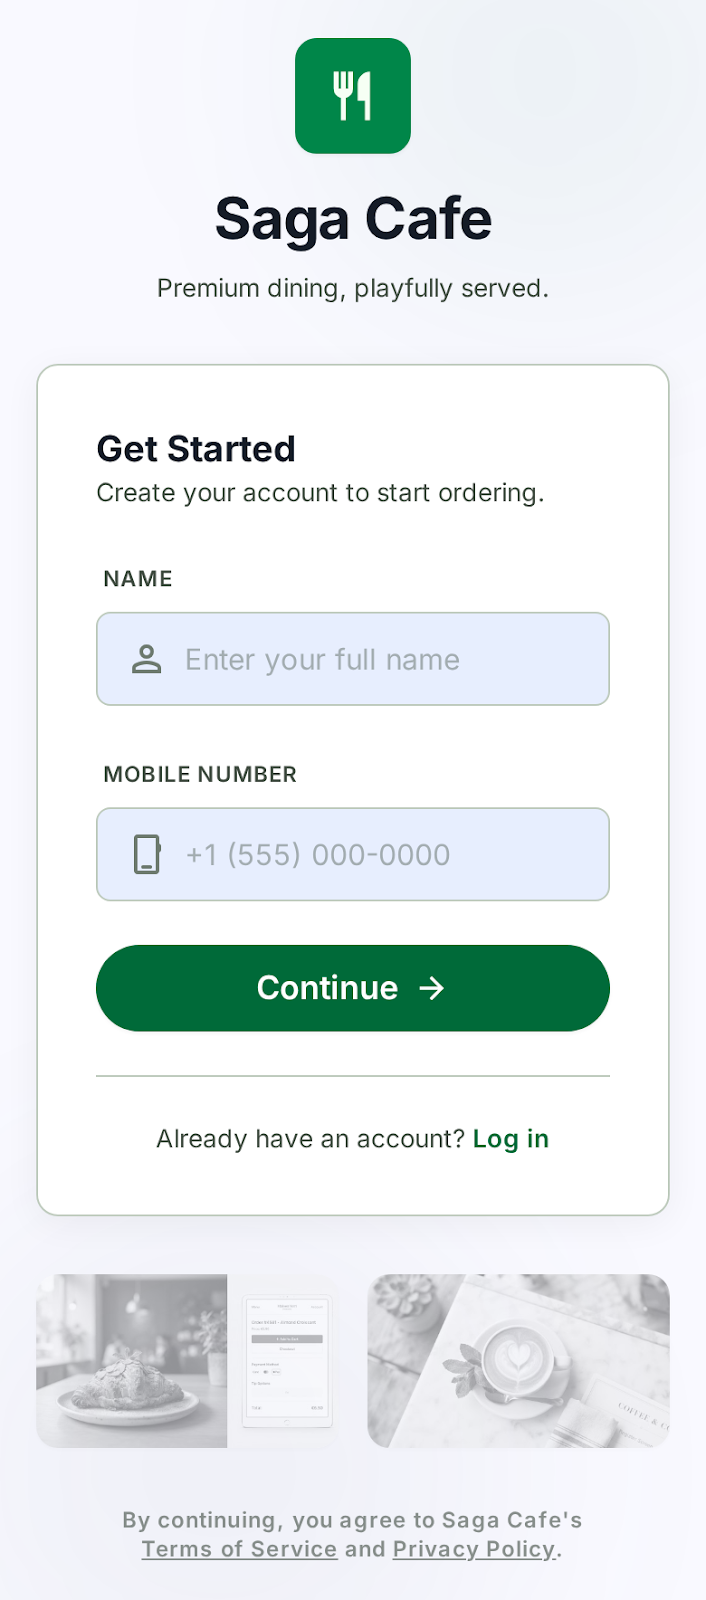 Saga Cafe
Premium dining, playfully served.
Get Started
Create your account to start ordering.
NAME
Enter your full name
MOBILE NUMBER
+1 (555) 000-0000
Continue →
Already have an account? Log in
COFFEE & CO
By continuing, you agree to Saga Cafe's
Terms of Service and Privacy Policy.